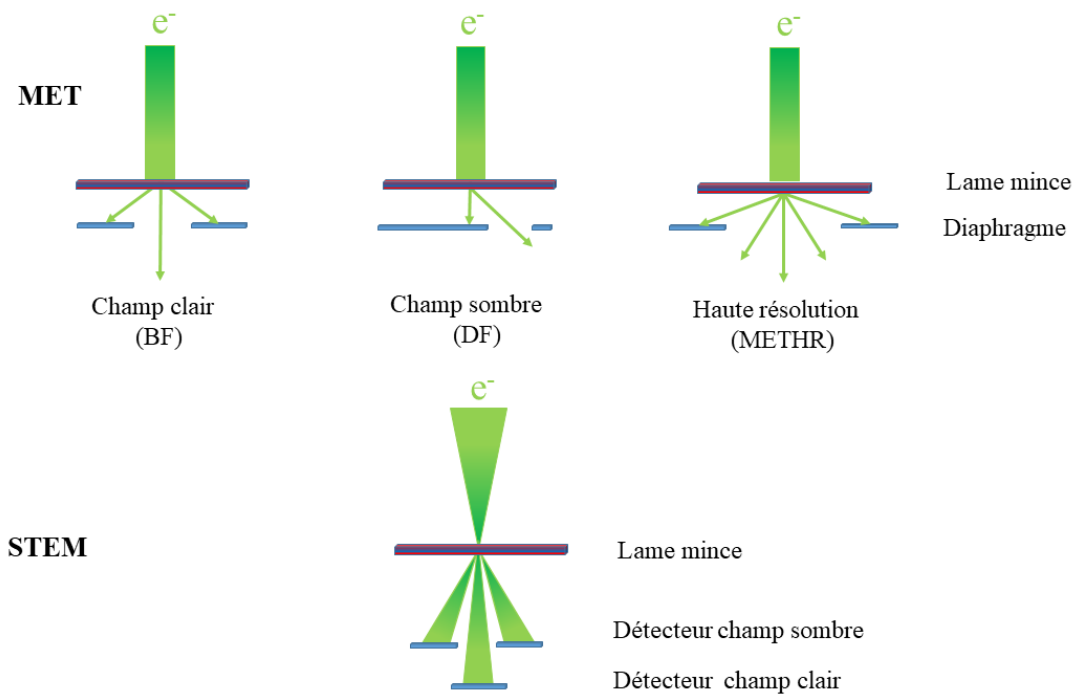 e-
e-
e-
MET
Lame mince
Diaphragme
Champ clair
(BF)
Champ sombre
(DF)
Haute résolution
(METHR)
e-
STEM
Lame mince
Détecteur champ sombre
Détecteur champ clair